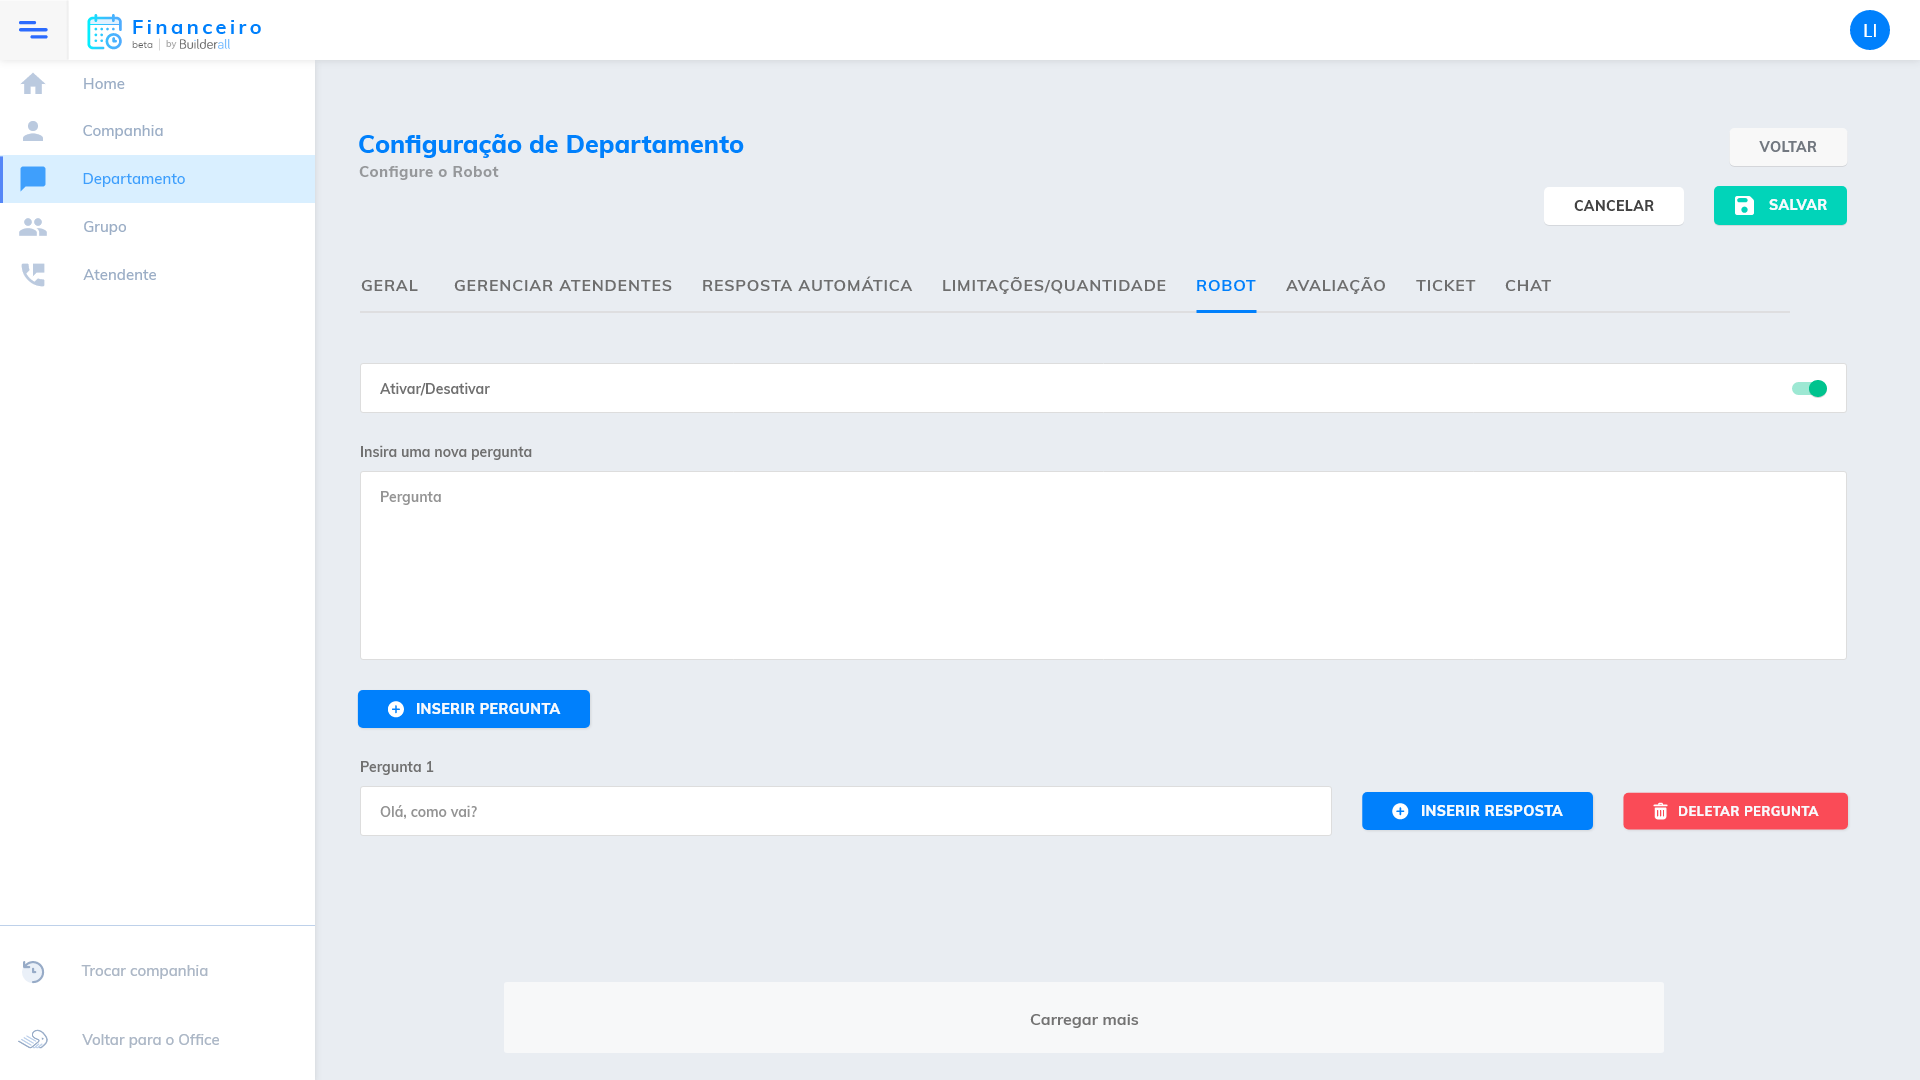 Financeiro
beta | by Builderall
LI
Home
Companhia
Departamento
Grupo
Atendente
Trocar companhia
Voltar para o Office
Configuração de Departamento
Configure o Robot
VOLTAR
CANCELAR
SALVAR
GERAL GERENCIAR ATENDENTES RESPOSTA AUTOMÁTICA LIMITAÇÕES/QUANTIDADE ROBOT AVALIAÇÃO TICKET CHAT
Ativar/Desativar
Insira uma nova pergunta
Pergunta
INSERIR PERGUNTA
Pergunta 1
Olá, como vai?
INSERIR RESPOSTA
DELETAR PERGUNTA
Carregar mais